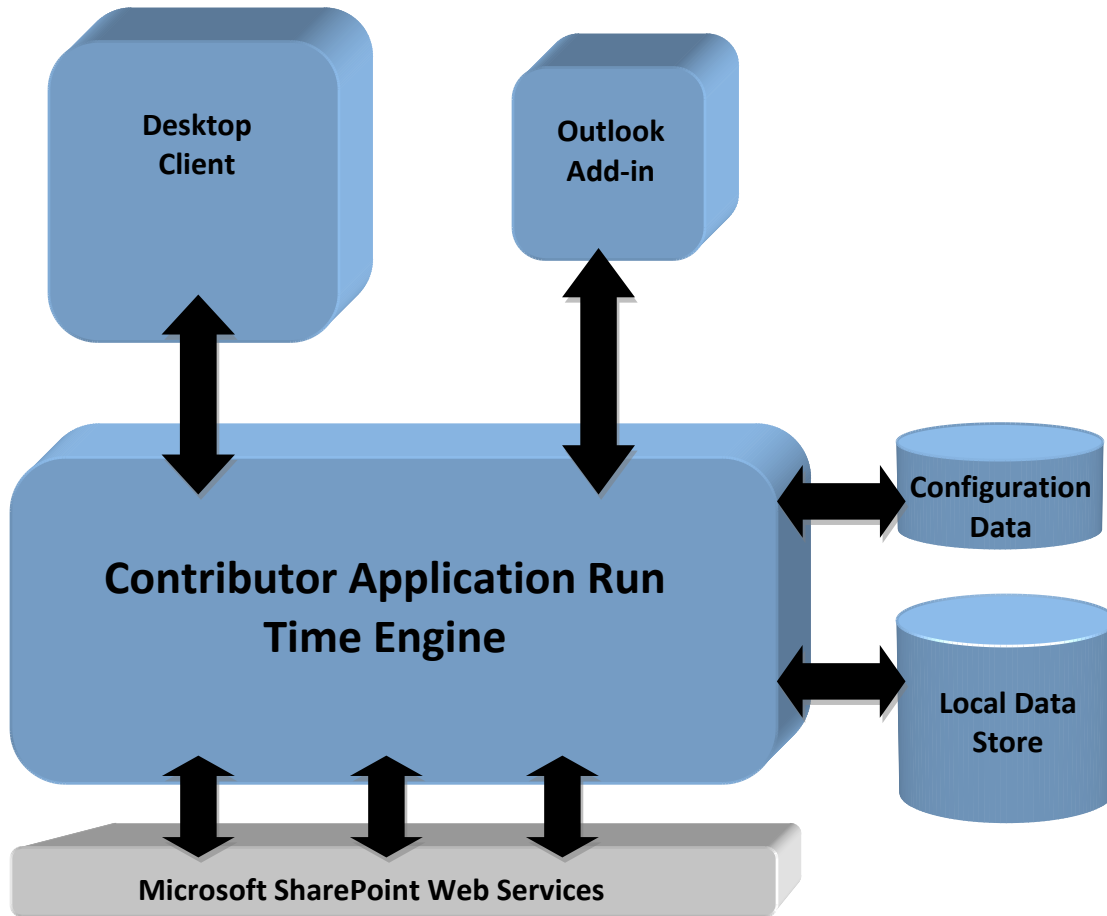 Desktop
Client
Outlook
Add-in
Configuration
Data
Contributor Application Run
Time Engine
Local Data
Store
Microsoft SharePoint Web Services